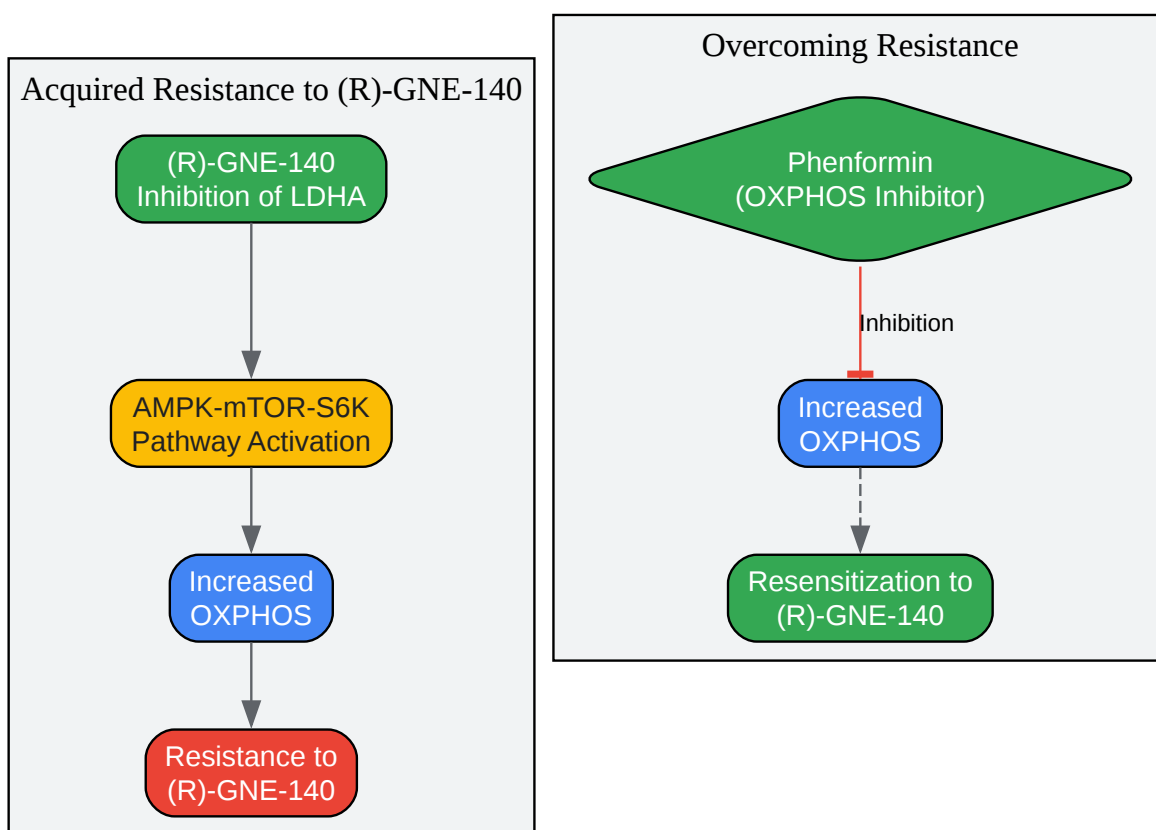 Acquired Resistance to (R)-GNE-140
(R)-GNE-140
Inhibition of LDHA
AMPK-mTOR-S6K
Pathway Activation
Increased
OXPHOS
Resistance to
(R)-GNE-140
Overcoming Resistance
Phenformin
(OXPHOS Inhibitor)
Inhibition
Increased
OXPHOS
Resensitization to
(R)-GNE-140